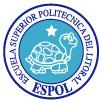 ESCUELA SUPERIOR POLITECNICA DEL LITORAL
ESPOL